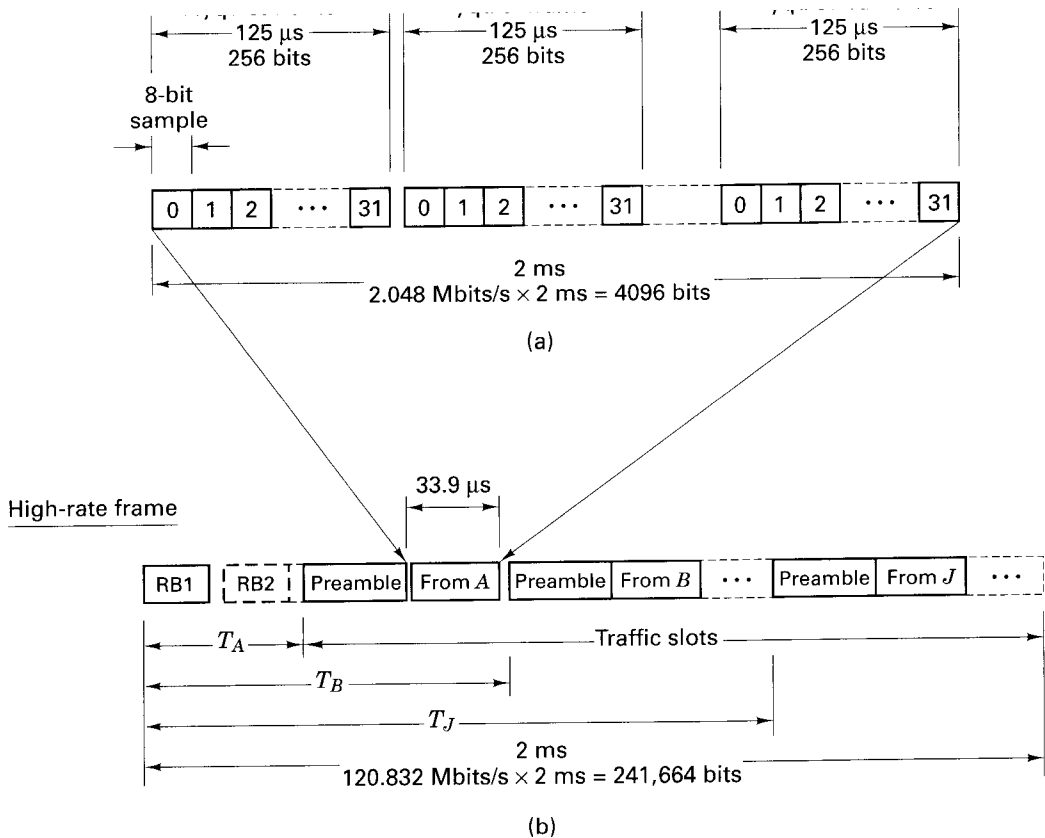 125 μs
256 bits
125 μs
256 bits
125 μs
256 bits
8-bit
sample
0 1 2 ··· 31 0 1 2 ··· 31 0 1 2 ··· 31
2 ms
2.048 Mbits/s × 2 ms = 4096 bits
(a)
33.9 μs
High-rate frame
RB1 RB2 Preamble From A Preamble From B ··· Preamble From J ···
T_A Traffic slots
T_B
T_J
2 ms
120.832 Mbits/s × 2 ms = 241,664 bits
(b)